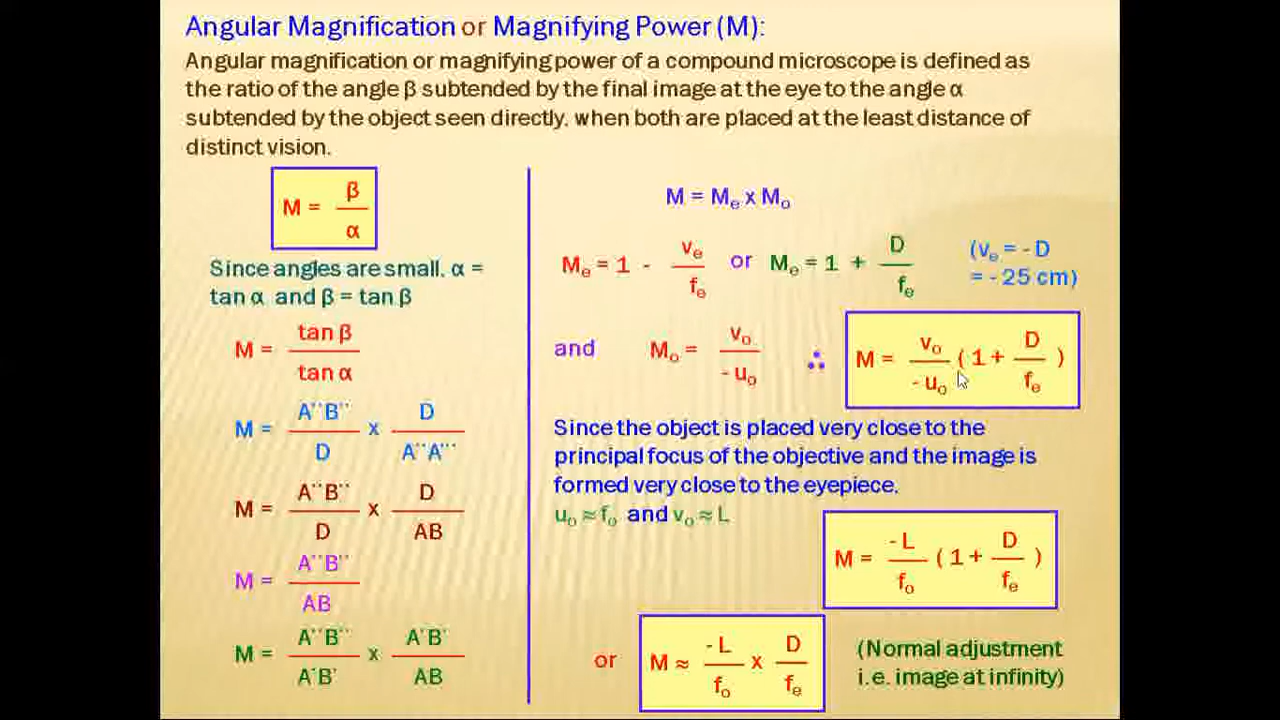 Angular Magnification or Magnifying Power (M):
Angular magnification or magnifying power of a compound microscope is defined as
the ratio of the angle β subtended by the final image at the eye to the angle α
subtended by the object seen directly, when both are placed at the least distance of
distinct vision.
M = β / α
Since angles are small, α =
tan α and β = tan β
M = tan β / tan α
M = A''B'' / D x D / A''A'''
M = A''B'' / D x D / AB
M = A''B'' / AB
M = A''B'' / A'B' x A'B' / AB
M = Me x Mo
Me = 1 - ve / fe or Me = 1 + D / fe (ve = - D
= - 25 cm)
and Mo = vo / - uo ∴ M = vo / - uo ( 1 + D / fe )
Since the object is placed very close to the
principal focus of the objective and the image is
formed very close to the eyepiece,
uo ≈ fo and vo ≈ L
M = - L / fo ( 1 + D / fe )
or M ≈ - L / fo x D / fe (Normal adjustment
i.e. image at infinity)